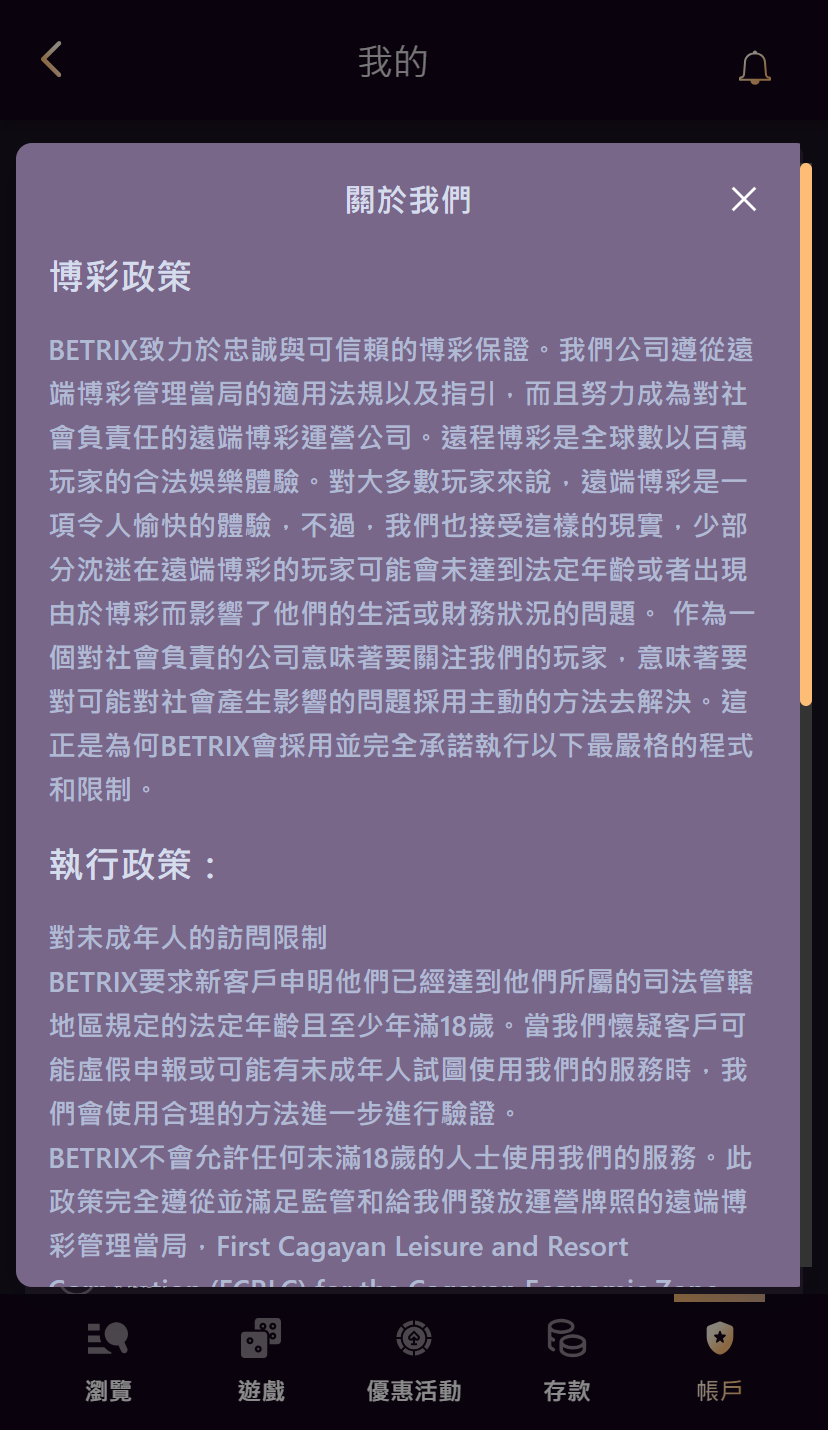 我的
關於我們
博彩政策
BETRIX致力於忠誠與可信賴的博彩保證。我們公司遵從遠
端博彩管理當局的適用法規以及指引，而且努力成為對社
會負責任的遠端博彩運營公司。遠程博彩是全球數以百萬
玩家的合法娛樂體驗。對大多數玩家來說，遠端博彩是一
項令人愉快的體驗，不過，我們也接受這樣的現實，少部
分沈迷在遠端博彩的玩家可能會未達到法定年齡或者出現
由於博彩而影響了他們的生活或財務狀況的問題。 作為一
個對社會負責的公司意味著要關注我們的玩家，意味著要
對可能對社會產生影響的問題採用主動的方法去解決。這
正是為何BETRIX會採用並完全承諾執行以下最嚴格的程式
和限制。
執行政策：
對未成年人的訪問限制
BETRIX要求新客戶申明他們已經達到他們所屬的司法管轄
地區規定的法定年齡且至少年滿18歲。當我們懷疑客戶可
能虛假申報或可能有未成年人試圖使用我們的服務時，我
們會使用合理的方法進一步進行驗證。
BETRIX不會允許任何未滿18歲的人士使用我們的服務。此
政策完全遵從並滿足監管和給我們發放運營牌照的遠端博
彩管理當局，First Cagayan Leisure and Resort
Corporation (FCRLC) for the Cagayan Economic Zone
瀏覽
遊戲
優惠活動
存款
帳戶